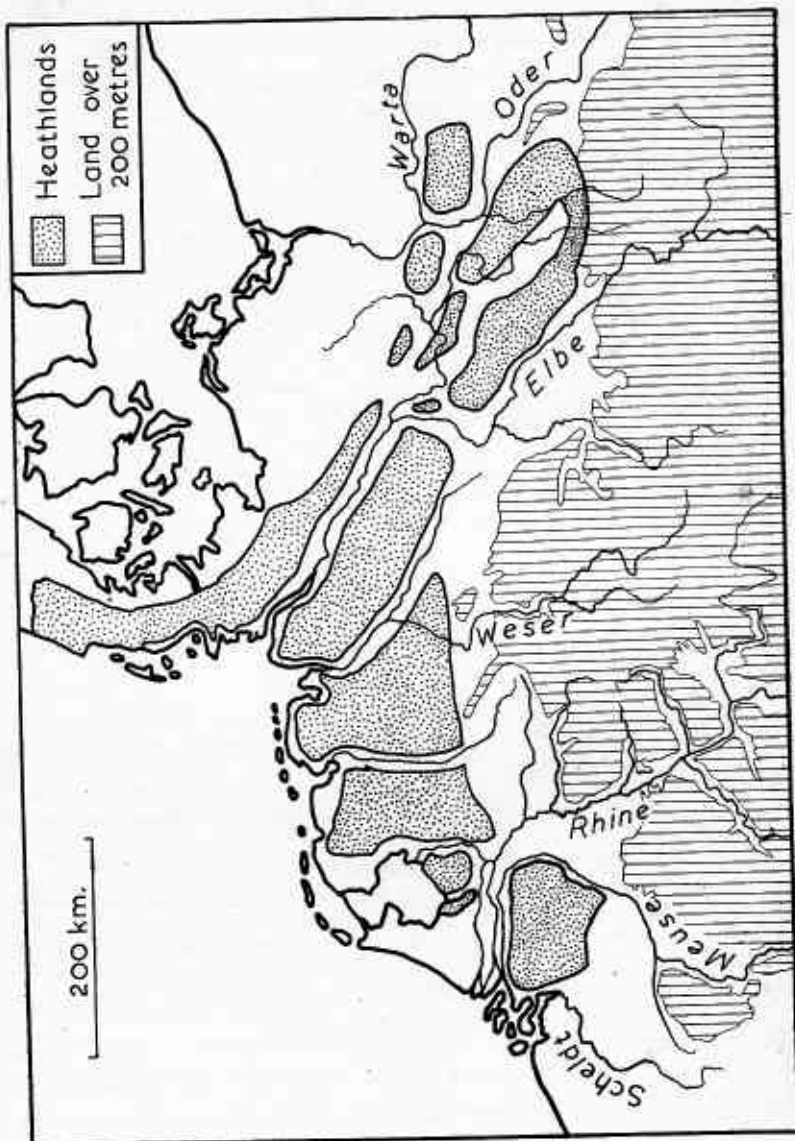 Heathlands
Land over
200 metres
200 km.
Warta
Oder
Elbe
Weser
Rhine
Meuse
Scheldt